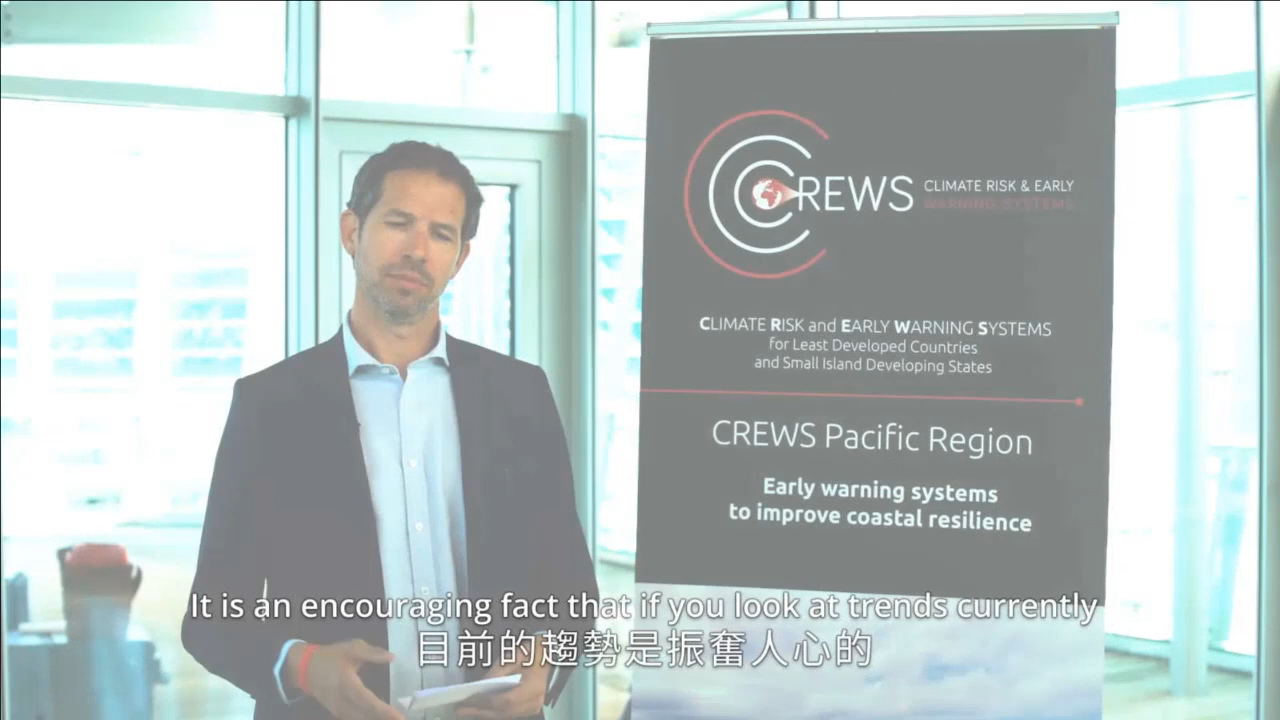 CREWS
CLIMATE RISK & EARLY
WARNING SYSTEMS
CLIMATE RISK and EARLY WARNING SYSTEMS
for Least Developed Countries
and Small Island Developing States
CREWS Pacific Region
Early warning systems
to improve coastal resilience
It is an encouraging fact that if you look at trends currently
目前的趨勢是振奮人心的